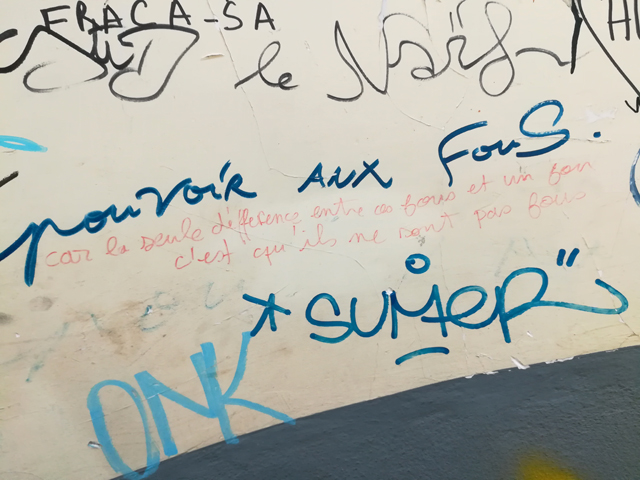 FRACA-SA
le Naïf
pouvoir aux Fous.
car la seule différence entre ces fous et un fou
c'est qu'ils ne sont pas fous
*SUMER"
ONK